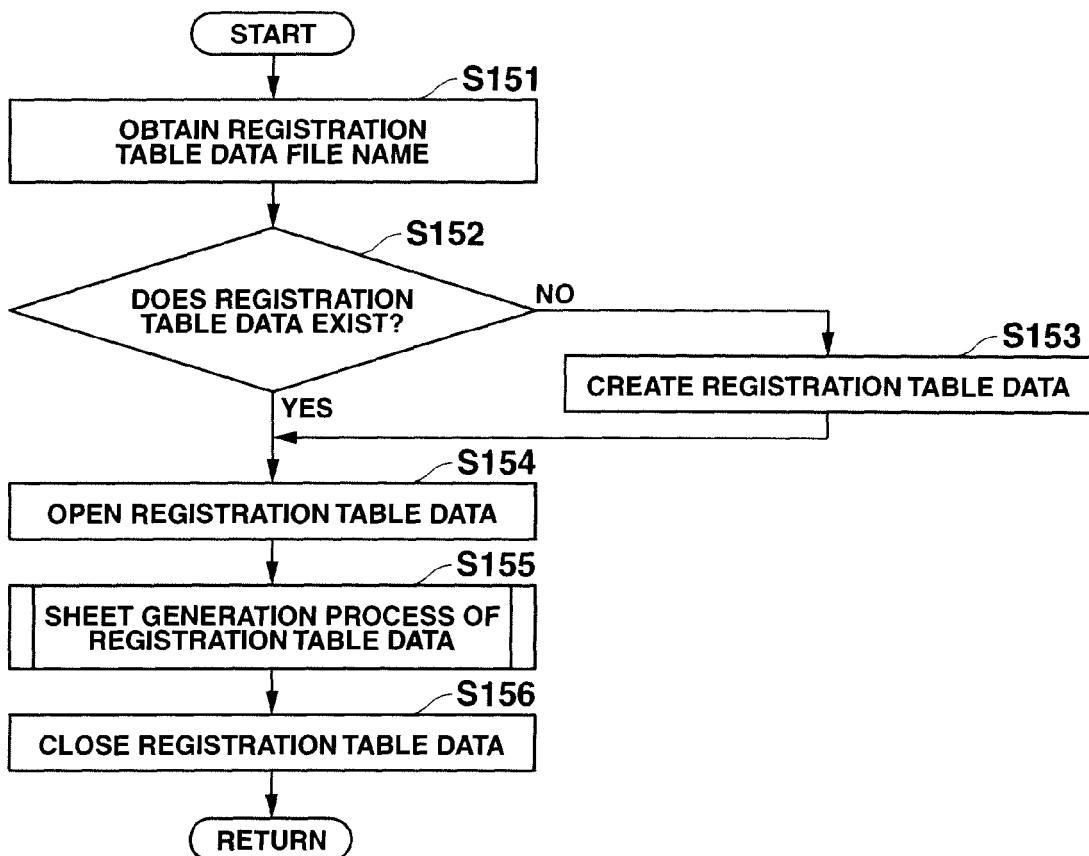 START
S151
OBTAIN REGISTRATION
TABLE DATA FILE NAME
S152
DOES REGISTRATION
TABLE DATA EXIST?
NO
S153
CREATE REGISTRATION TABLE DATA
YES
S154
OPEN REGISTRATION TABLE DATA
S155
SHEET GENERATION PROCESS OF
REGISTRATION TABLE DATA
S156
CLOSE REGISTRATION TABLE DATA
RETURN